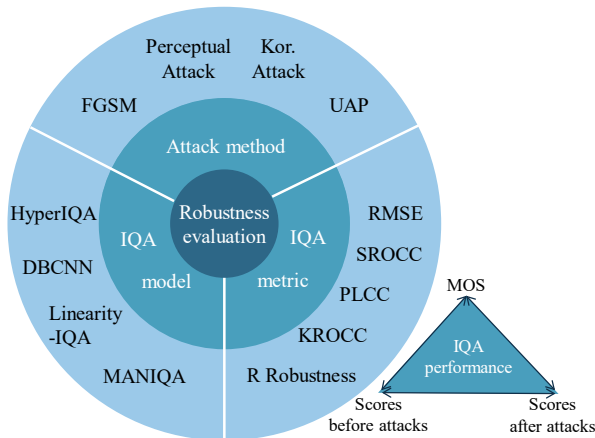 Perceptual
Attack
Kor.
Attack
FGSM
UAP
Attack method
Robustness
evaluation
IQA
model
IQA
metric
HyperIQA
DBCNN
Linearity
-IQA
MANIQA
RMSE
SROCC
PLCC
KROCC
R Robustness
MOS
IQA
performance
Scores
before attacks
Scores
after attacks